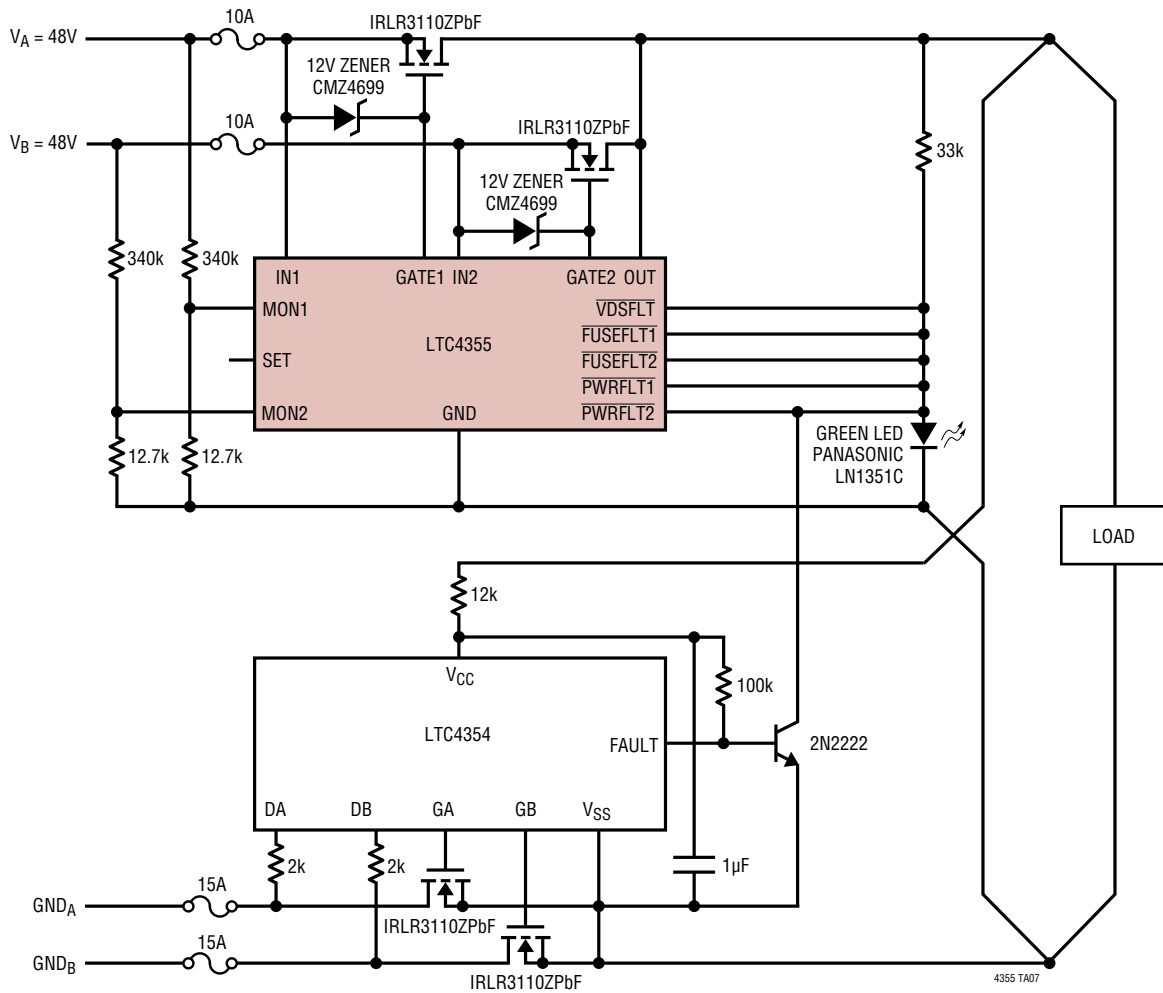 10A
IRLR3110ZPbF
VA = 48V
12V ZENER
CMZ4699
10A
IRLR3110ZPbF
VB = 48V
33k
12V ZENER
CMZ4699
340k
340k
IN1
GATE1
IN2
GATE2
OUT
MON1
VDSFLT
FUSEFLT1
LTC4355
SET
FUSEFLT2
PWRFLT1
MON2
GND
PWRFLT2
GREEN LED
PANASONIC
LN1351C
12.7k
12.7k
LOAD
12k
VCC
100k
LTC4354
FAULT
2N2222
DA
DB
GA
GB
VSS
2k
2k
1µF
15A
GNDA
IRLR3110ZPbF
15A
GNDB
IRLR3110ZPbF
4355 TA07